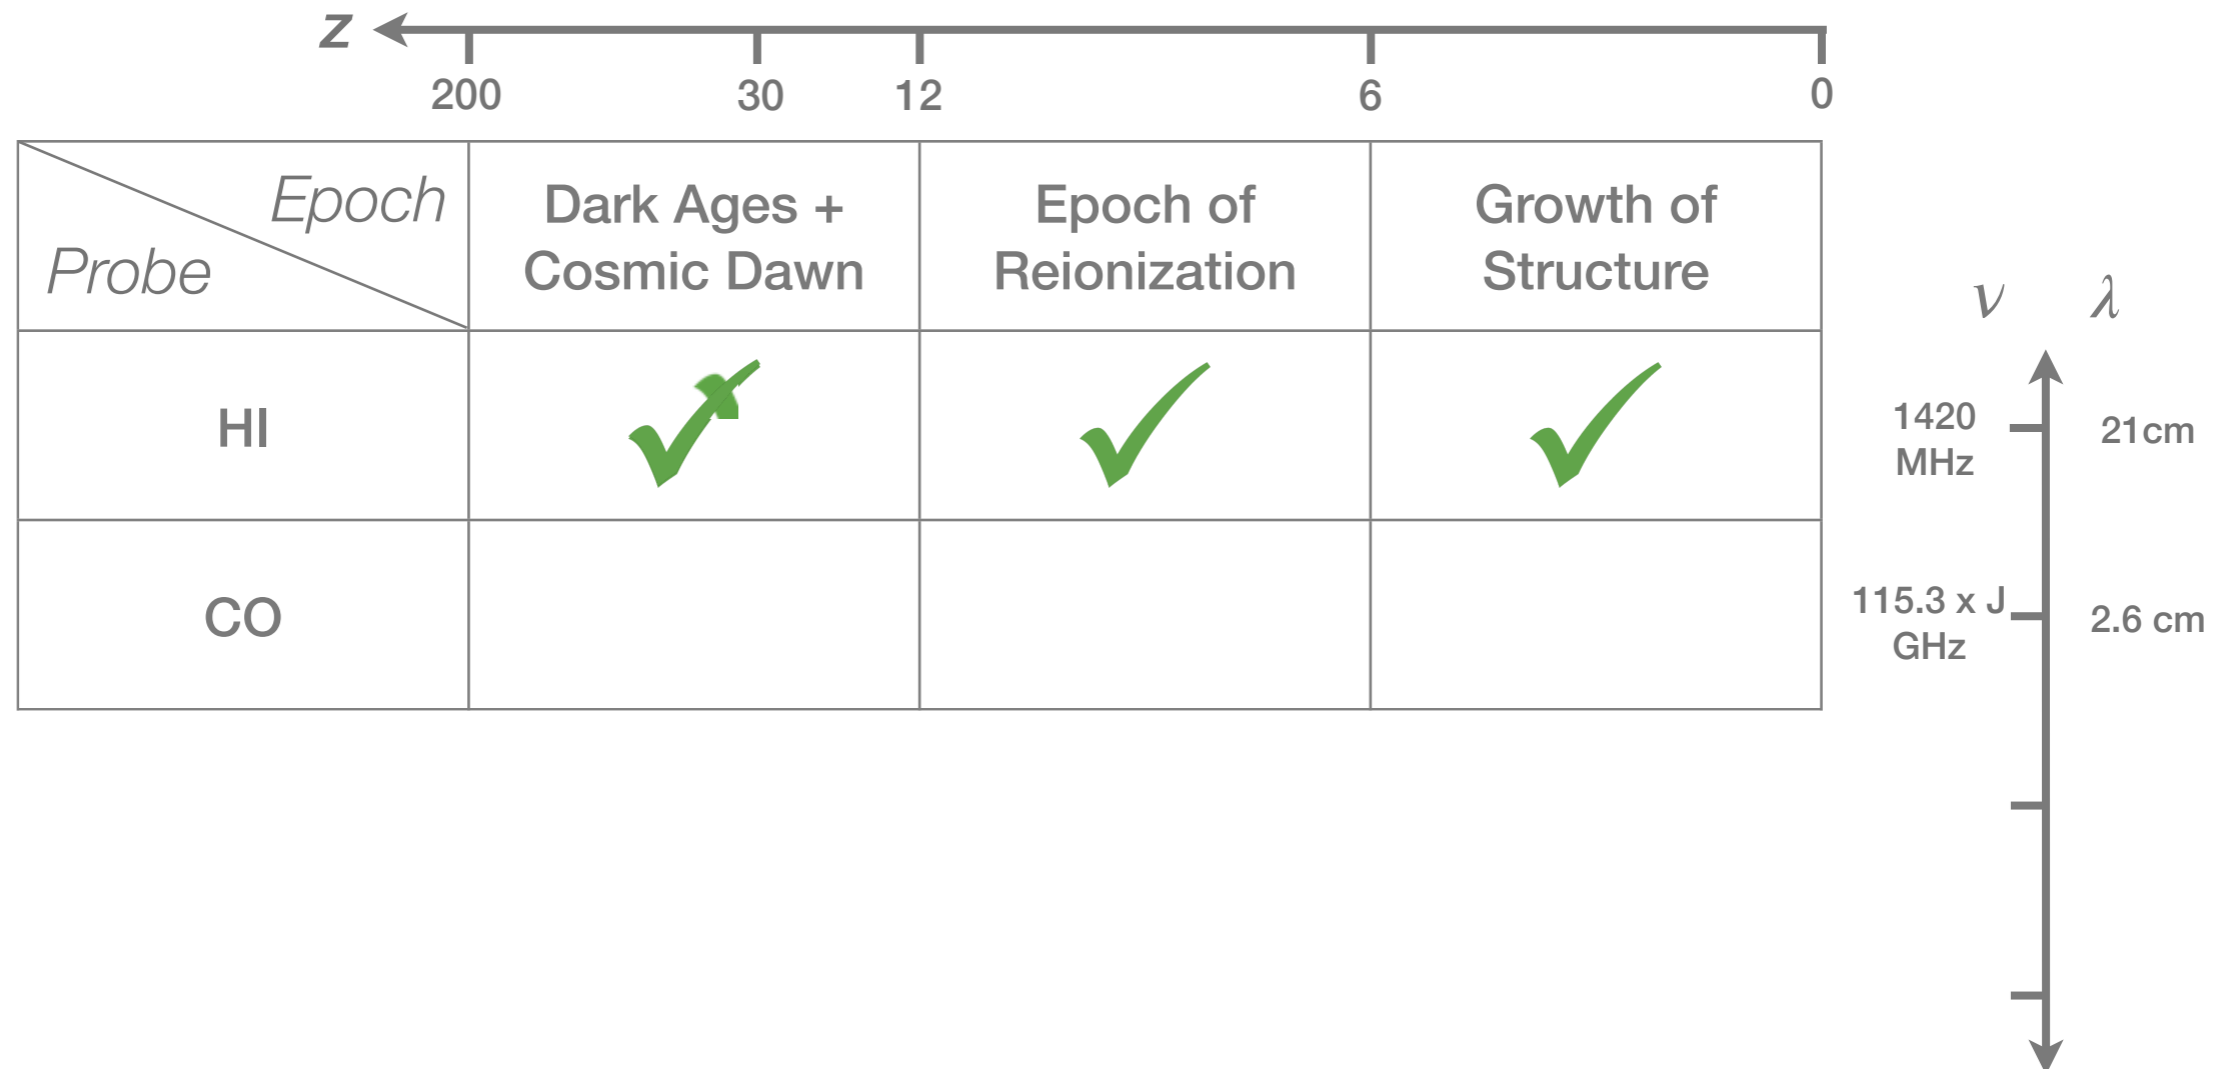 z
200 30 12 6 0
Epoch
Probe
Dark Ages +
Cosmic Dawn
Epoch of
Reionization
Growth of
Structure
ν λ
HI
1420
MHz
21cm
CO
115.3 x J
GHz
2.6 cm